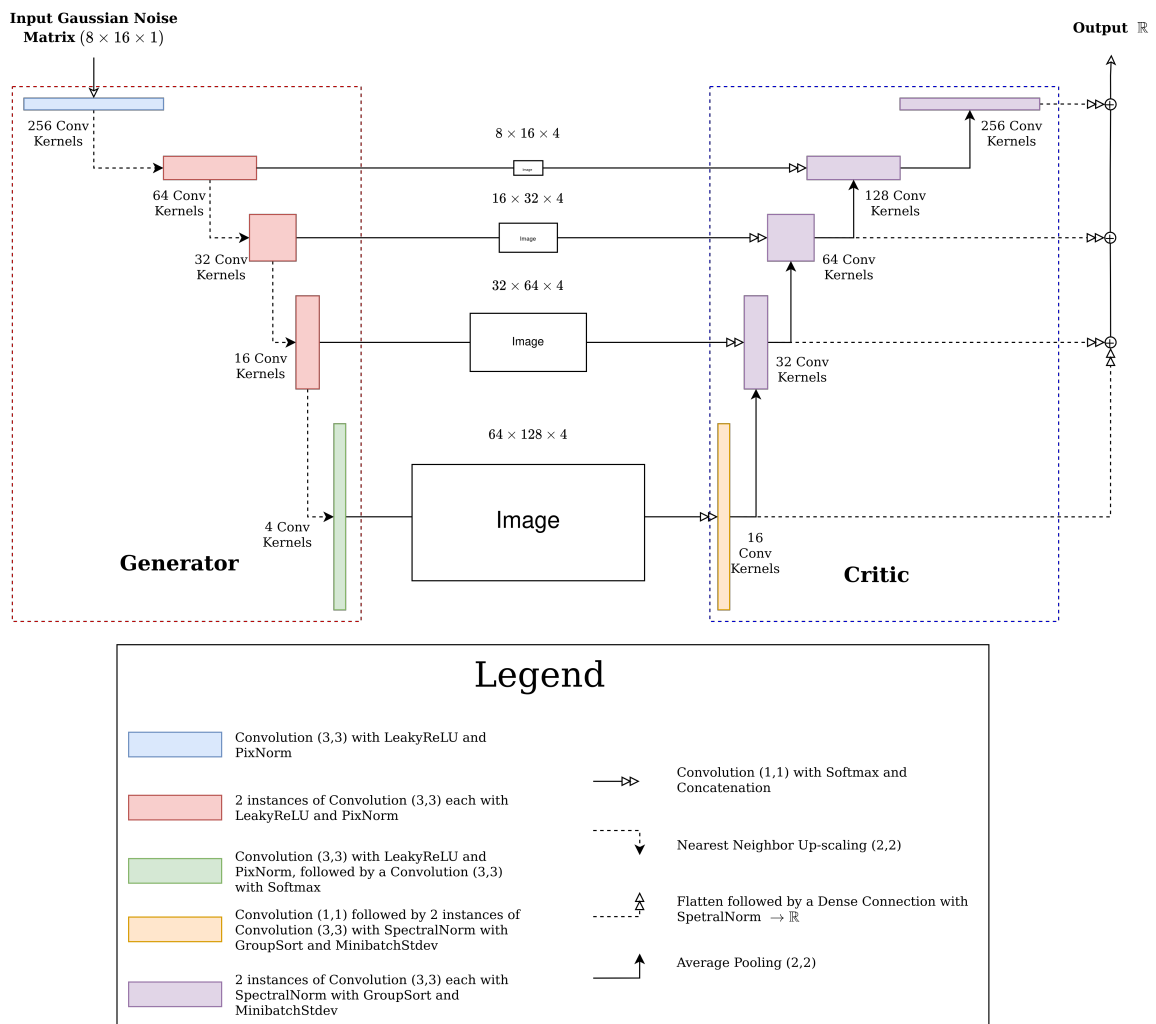 Input Gaussian Noise
Matrix (8 × 16 × 1)
Output ℝ
256 Conv
Kernels
64 Conv
Kernels
32 Conv
Kernels
16 Conv
Kernels
4 Conv
Kernels
Generator
8 × 16 × 4
Image
16 × 32 × 4
Image
32 × 64 × 4
Image
64 × 128 × 4
Image
256 Conv
Kernels
128 Conv
Kernels
64 Conv
Kernels
32 Conv
Kernels
16
Conv
Kernels
Critic
Legend
Convolution (3,3) with LeakyReLU and
PixNorm
2 instances of Convolution (3,3) each with
LeakyReLU and PixNorm
Convolution (3,3) with LeakyReLU and
PixNorm, followed by a Convolution (3,3)
with Softmax
Convolution (1,1) followed by 2 instances of
Convolution (3,3) with SpectralNorm with
GroupSort and MinibatchStdev
2 instances of Convolution (3,3) each with
SpectralNorm with GroupSort and
MinibatchStdev
Convolution (1,1) with Softmax and
Concatenation
Nearest Neighbor Up-scaling (2,2)
Flatten followed by a Dense Connection with
SpetralNorm → ℝ
Average Pooling (2,2)